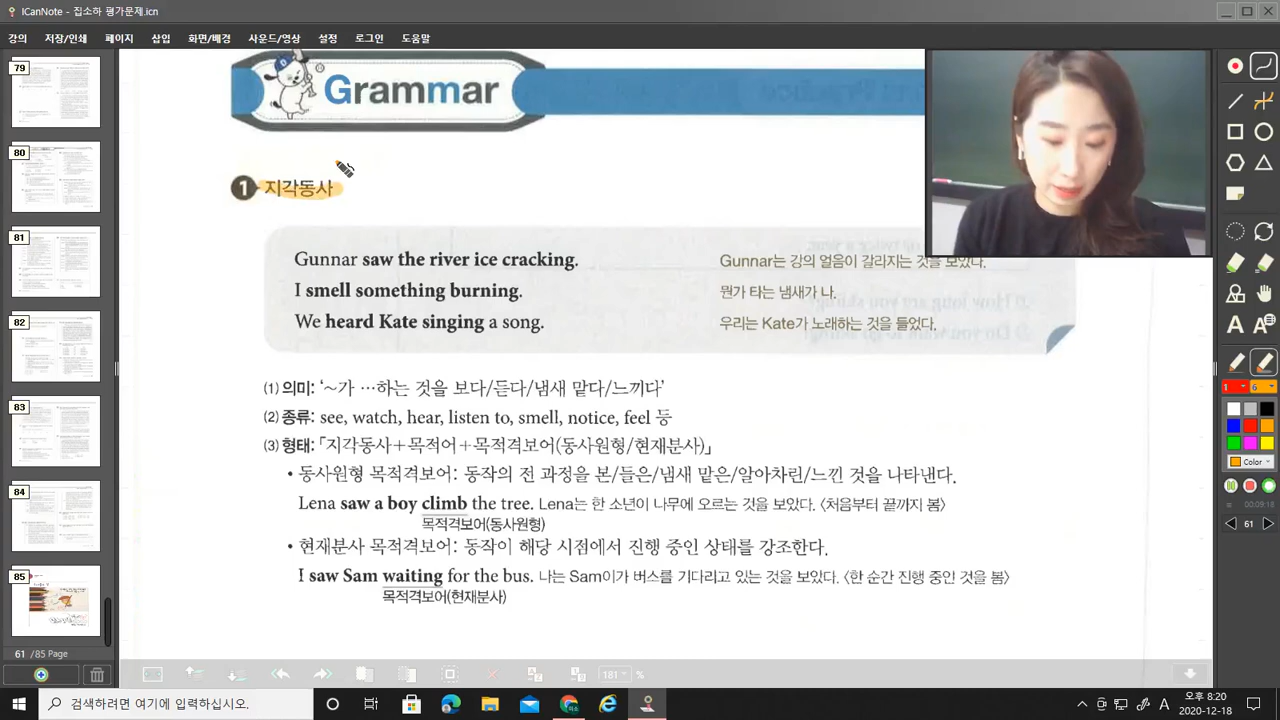 iCanNote - 집소하 평가문제.icn
강의 저장/인쇄 페이지 삽입 화면/배경 사운드/영상 설정 로그인 도움말
79
80
81
82
83
84
85
61 /85 Page
Grammar
1 지각동사
Gunnar saw the river ice cracking. Gunnar는 강의 얼음이 갈라지는 것을 보았다.
I smell something burning. 뭔가 타는 냄새가 나.
We heard Kate singing a song. 우리는 Kate가 노래하는 것을 들었다.
(1) 의미: '~가 …하는 것을 보다/듣다/냄새 맡다/느끼다'
(2) 종류: watch, hear, listen to, smell, notice, feel 등
(3) 형태: 「지각동사+목적어+목적격보어(동사원형/현재분사)」
• 동사원형 목적격보어: 동작의 전 과정을 본/들은/냄새 맡은/알아차린/느낀 것을 나타낸다.
Lena saw a boy climb the tree. Lena는 한 소년이 나무에 오르는 것을 보았다. 〈처음부터 끝까지 봄〉
목적격보어(동사원형)
• 현재분사 목적격보어: 동작이 해당 시점에서 진행 중인 상태를 강조한다.
I saw Sam waiting for the bus. 나는 Sam이가 버스를 기다리고 있는 것을 보았다. 〈한 순간 진행 중인 것을 봄〉
목적격보어(현재분사)
181 %
A A
1 6
Color
00:09:18
61
검색하려면 여기에 입력하십시오.
A 오후 8:20
2020-12-18